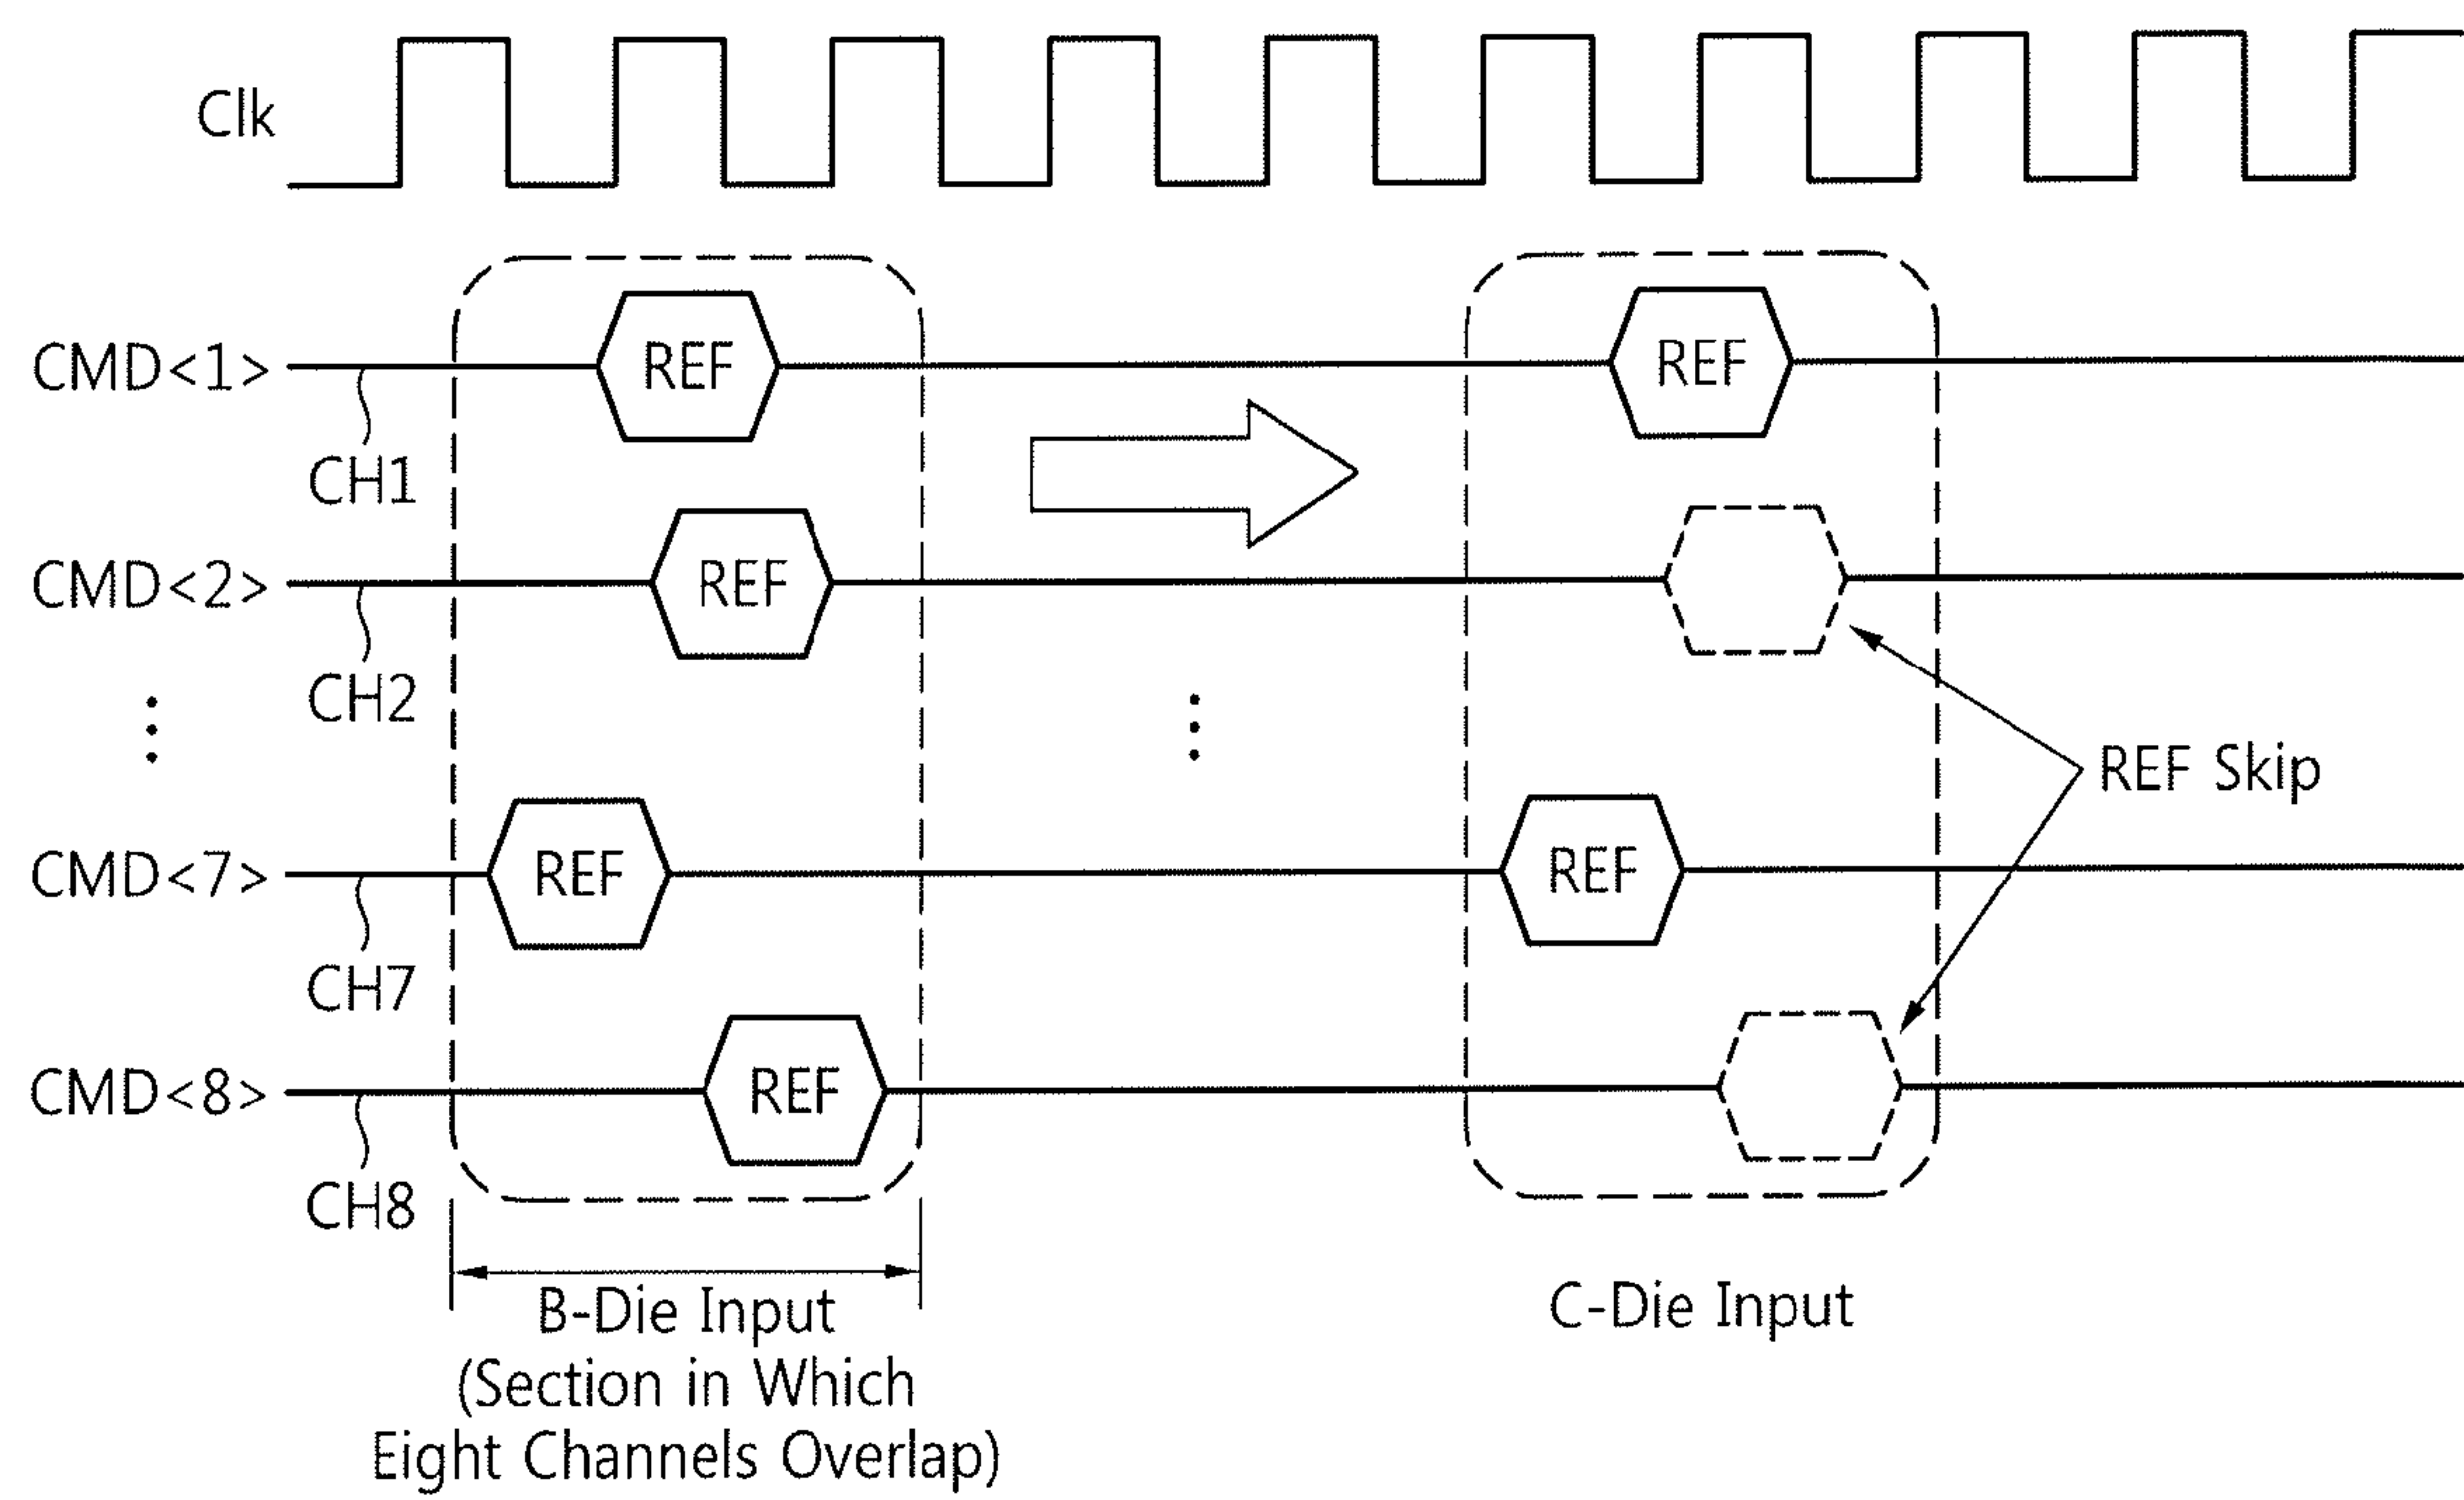 Clk
CMD<1>
REF
REF
CH1
CMD<2>
REF
CH2
REF Skip
CMD<7>
REF
REF
CH7
CMD<8>
REF
CH8
B-Die Input
(Section in Which
Eight Channels Overlap)
C-Die Input